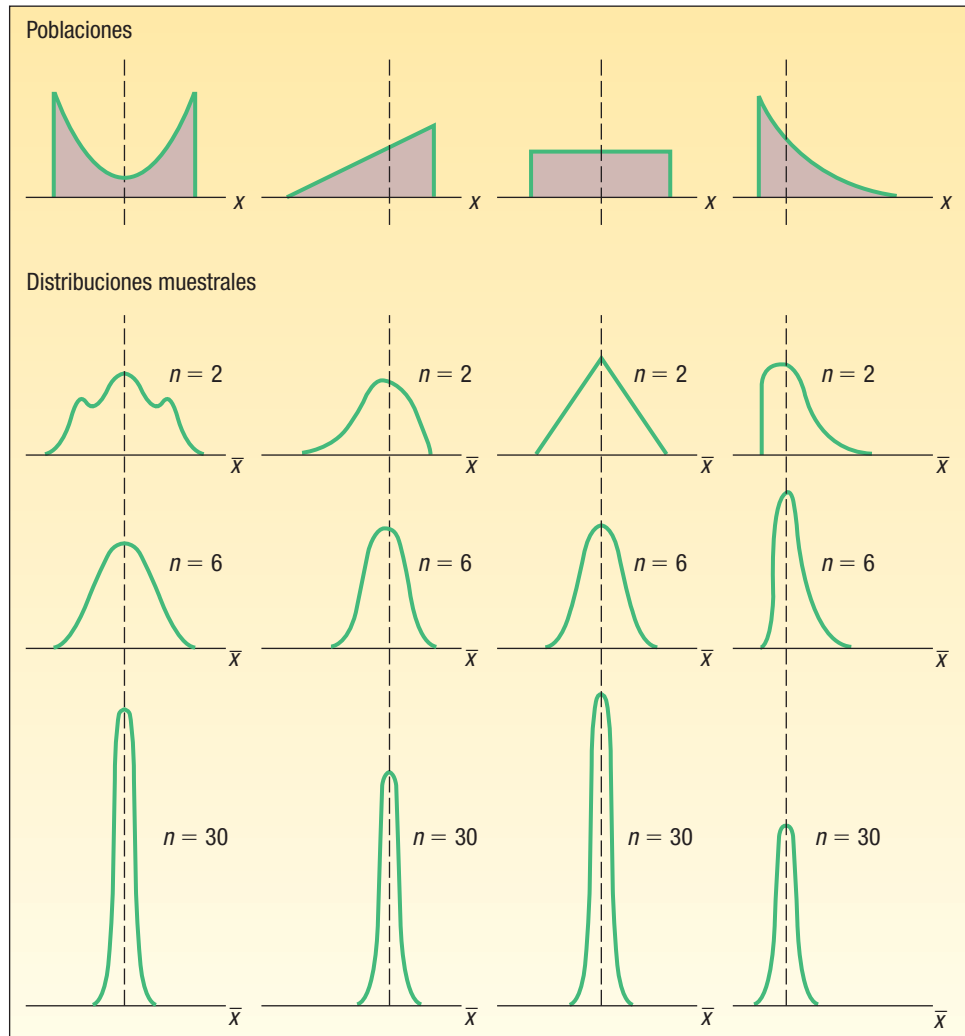 Poblaciones
x x x x
Distribuciones muestrales
n = 2 n = 2 n = 2 n = 2
x̅ x̅ x̅ x̅
n = 6 n = 6 n = 6 n = 6
x̅ x̅ x̅ x̅
n = 30 n = 30 n = 30 n = 30
x̅ x̅ x̅ x̅